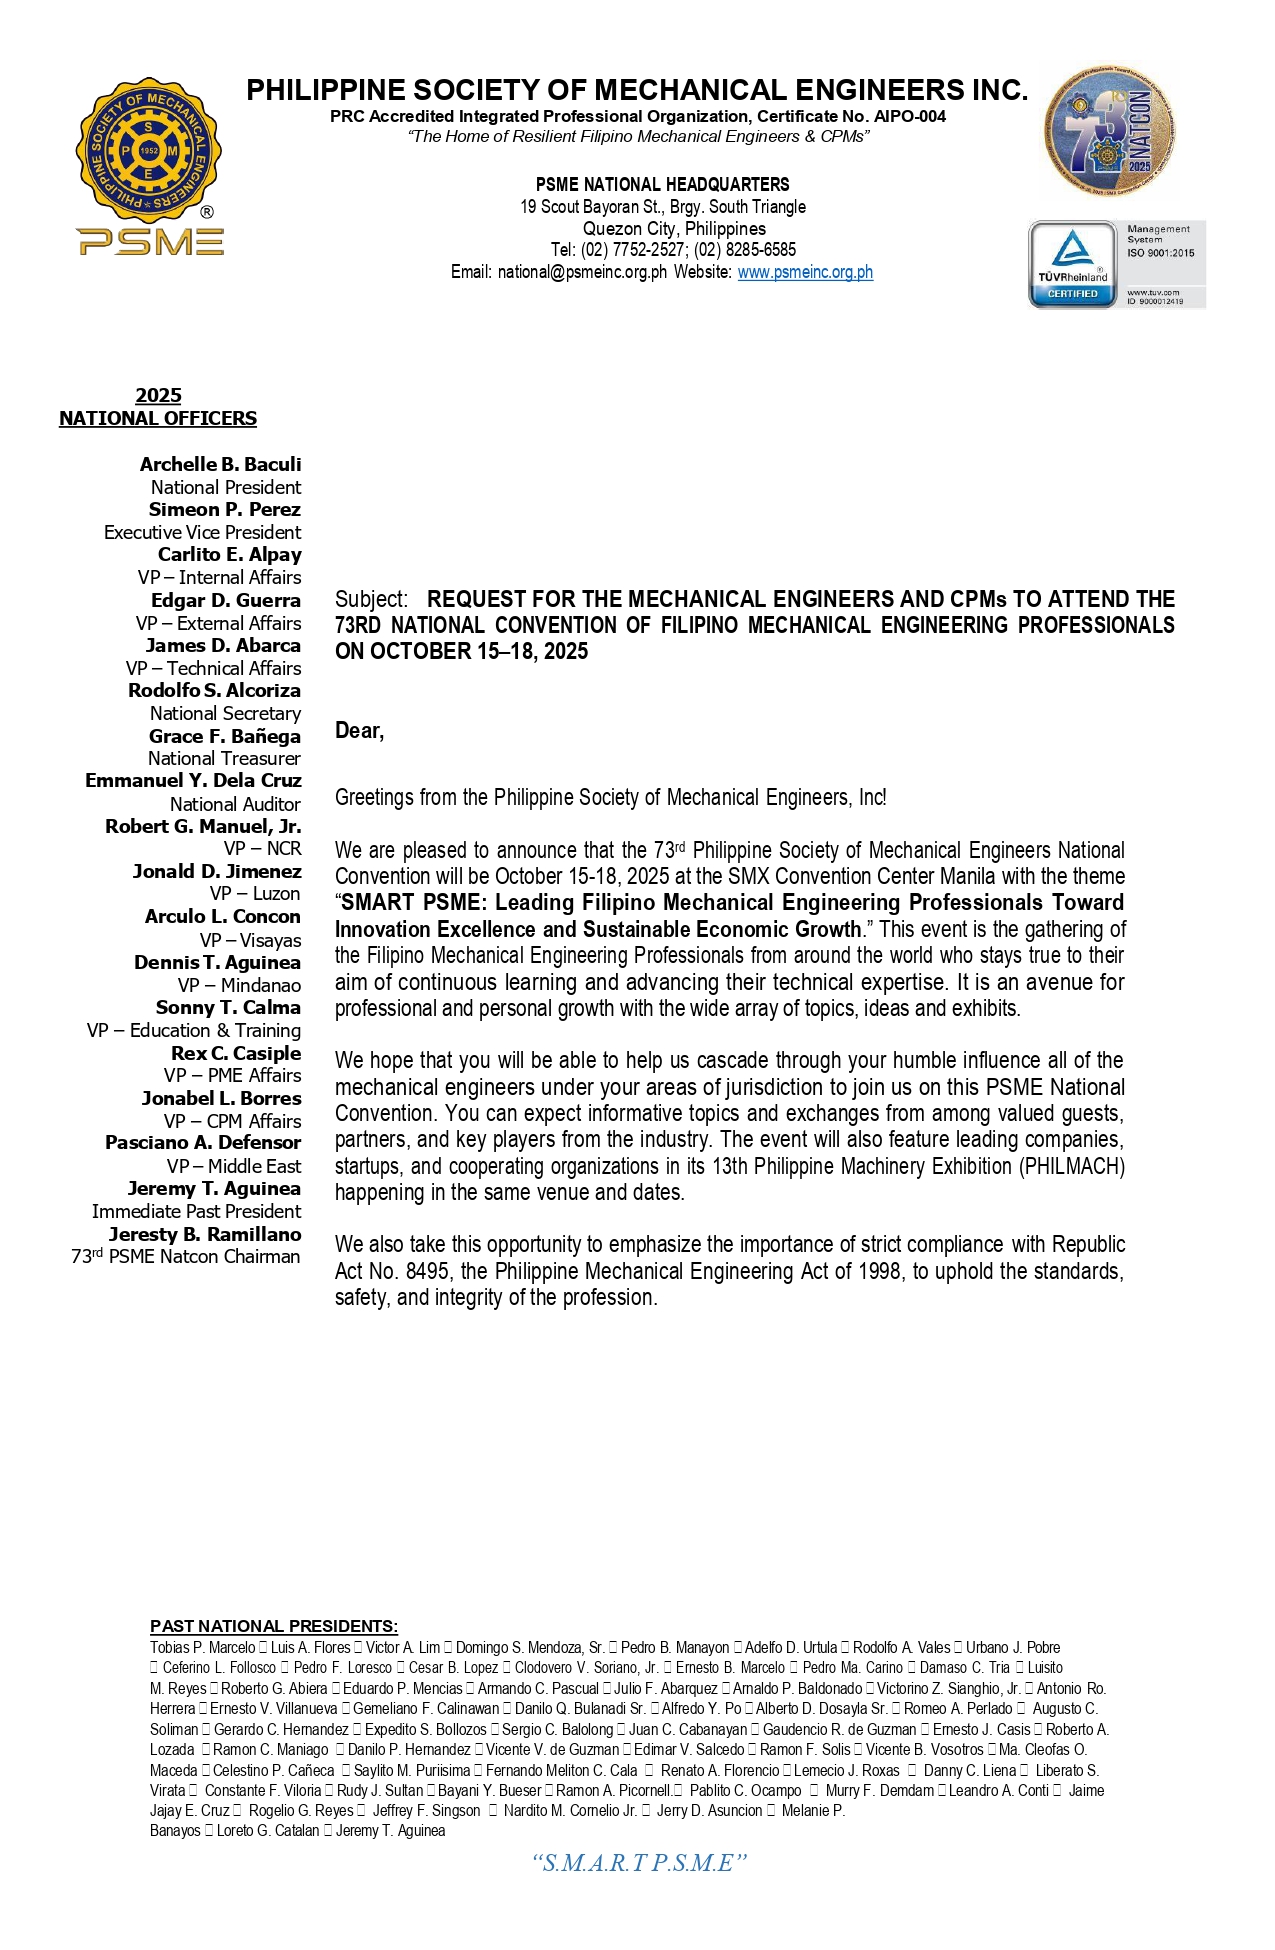 PHILIPPINE SOCIETY OF MECHANICAL ENGINEERS INC.
PRC Accredited Integrated Professional Organization, Certificate No. AIPO-004
“The Home of Resilient Filipino Mechanical Engineers & CPMs”
PHILIPPINE SOCIETY OF MECHANICAL ENGINEERS
P S M E
1952
®
PSME
73RD NATCON
2025
PSME NATIONAL HEADQUARTERS
19 Scout Bayoran St., Brgy. South Triangle
Quezon City, Philippines
Tel: (02) 7752-2527; (02) 8285-6585
Email: national@psmeinc.org.ph Website: www.psmeinc.org.ph
TÜVRheinland®
CERTIFIED
Management
System
ISO 9001:2015
www.tuv.com
ID 9000012419
2025
NATIONAL OFFICERS
Archelle B. Baculi
National President
Simeon P. Perez
Executive Vice President
Carlito E. Alpay
VP – Internal Affairs
Edgar D. Guerra
VP – External Affairs
James D. Abarca
VP – Technical Affairs
Rodolfo S. Alcoriza
National Secretary
Grace F. Bañega
National Treasurer
Emmanuel Y. Dela Cruz
National Auditor
Robert G. Manuel, Jr.
VP – NCR
Jonald D. Jimenez
VP – Luzon
Arculo L. Concon
VP – Visayas
Dennis T. Aguinea
VP – Mindanao
Sonny T. Calma
VP – Education & Training
Rex C. Casiple
VP – PME Affairs
Jonabel L. Borres
VP – CPM Affairs
Pasciano A. Defensor
VP – Middle East
Jeremy T. Aguinea
Immediate Past President
Jeresty B. Ramillano
73rd PSME Natcon Chairman
Subject: REQUEST FOR THE MECHANICAL ENGINEERS AND CPMs TO ATTEND THE
73RD NATIONAL CONVENTION OF FILIPINO MECHANICAL ENGINEERING PROFESSIONALS
ON OCTOBER 15–18, 2025
Dear,
Greetings from the Philippine Society of Mechanical Engineers, Inc!
We are pleased to announce that the 73rd Philippine Society of Mechanical Engineers National
Convention will be October 15-18, 2025 at the SMX Convention Center Manila with the theme
“SMART PSME: Leading Filipino Mechanical Engineering Professionals Toward
Innovation Excellence and Sustainable Economic Growth.” This event is the gathering of
the Filipino Mechanical Engineering Professionals from around the world who stays true to their
aim of continuous learning and advancing their technical expertise. It is an avenue for
professional and personal growth with the wide array of topics, ideas and exhibits.
We hope that you will be able to help us cascade through your humble influence all of the
mechanical engineers under your areas of jurisdiction to join us on this PSME National
Convention. You can expect informative topics and exchanges from among valued guests,
partners, and key players from the industry. The event will also feature leading companies,
startups, and cooperating organizations in its 13th Philippine Machinery Exhibition (PHILMACH)
happening in the same venue and dates.
We also take this opportunity to emphasize the importance of strict compliance with Republic
Act No. 8495, the Philippine Mechanical Engineering Act of 1998, to uphold the standards,
safety, and integrity of the profession.
PAST NATIONAL PRESIDENTS:
Tobias P. Marcelo  Luis A. Flores  Victor A. Lim  Domingo S. Mendoza, Sr.  Pedro B. Manayon  Adelfo D. Urtula  Rodolfo A. Vales  Urbano J. Pobre
 Ceferino L. Follosco  Pedro F. Loresco  Cesar B. Lopez  Clodovero V. Soriano, Jr.  Ernesto B. Marcelo  Pedro Ma. Carino  Damaso C. Tria  Luisito
M. Reyes  Roberto G. Abiera  Eduardo P. Mencias  Armando C. Pascual  Julio F. Abarquez  Arnaldo P. Baldonado  Victorino Z. Sianghio, Jr.  Antonio Ro.
Herrera  Ernesto V. Villanueva  Gemeliano F. Calinawan  Danilo Q. Bulanadi Sr.  Alfredo Y. Po  Alberto D. Dosayla Sr.  Romeo A. Perlado  Augusto C.
Soliman  Gerardo C. Hernandez  Expedito S. Bollozos  Sergio C. Balolong  Juan C. Cabanayan  Gaudencio R. de Guzman  Ernesto J. Casis  Roberto A.
Lozada  Ramon C. Maniago  Danilo P. Hernandez  Vicente V. de Guzman  Edimar V. Salcedo  Ramon F. Solis  Vicente B. Vosotros  Ma. Cleofas O.
Maceda  Celestino P. Cañeca  Saylito M. Puriisima  Fernando Meliton C. Cala  Renato A. Florencio  Lemecio J. Roxas  Danny C. Liena  Liberato S.
Virata  Constante F. Viloria  Rudy J. Sultan  Bayani Y. Bueser  Ramon A. Picornell.  Pablito C. Ocampo  Murry F. Demdam  Leandro A. Conti  Jaime
Jajay E. Cruz  Rogelio G. Reyes  Jeffrey F. Singson  Nardito M. Cornelio Jr.  Jerry D. Asuncion  Melanie P.
Banayos  Loreto G. Catalan  Jeremy T. Aguinea
“S.M.A.R.T P.S.M.E”